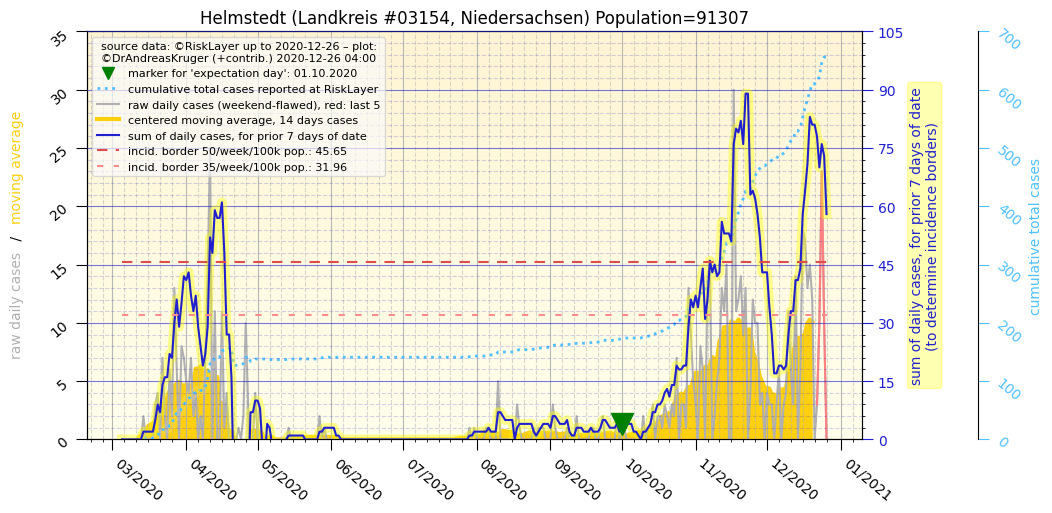 Helmstedt (Landkreis #03154, Niedersachsen) Population=91307
source data: ©RiskLayer up to 2020-12-26 – plot:
©DrAndreasKruger (+contrib.) 2020-12-26 04:00
marker for 'expectation day': 01.10.2020
cumulative total cases reported at RiskLayer
raw daily cases (weekend-flawed), red: last 5
centered moving average, 14 days cases
sum of daily cases, for prior 7 days of date
incid. border 50/week/100k pop.: 45.65
incid. border 35/week/100k pop.: 31.96
raw daily cases / moving average
35
30
25
20
15
10
5
0
03/2020
04/2020
05/2020
06/2020
07/2020
08/2020
09/2020
10/2020
11/2020
12/2020
01/2021
105
90
75
60
45
30
15
0
sum of daily cases, for prior 7 days of date
(to determine incidence borders)
700
600
500
400
300
200
100
0
cumulative total cases